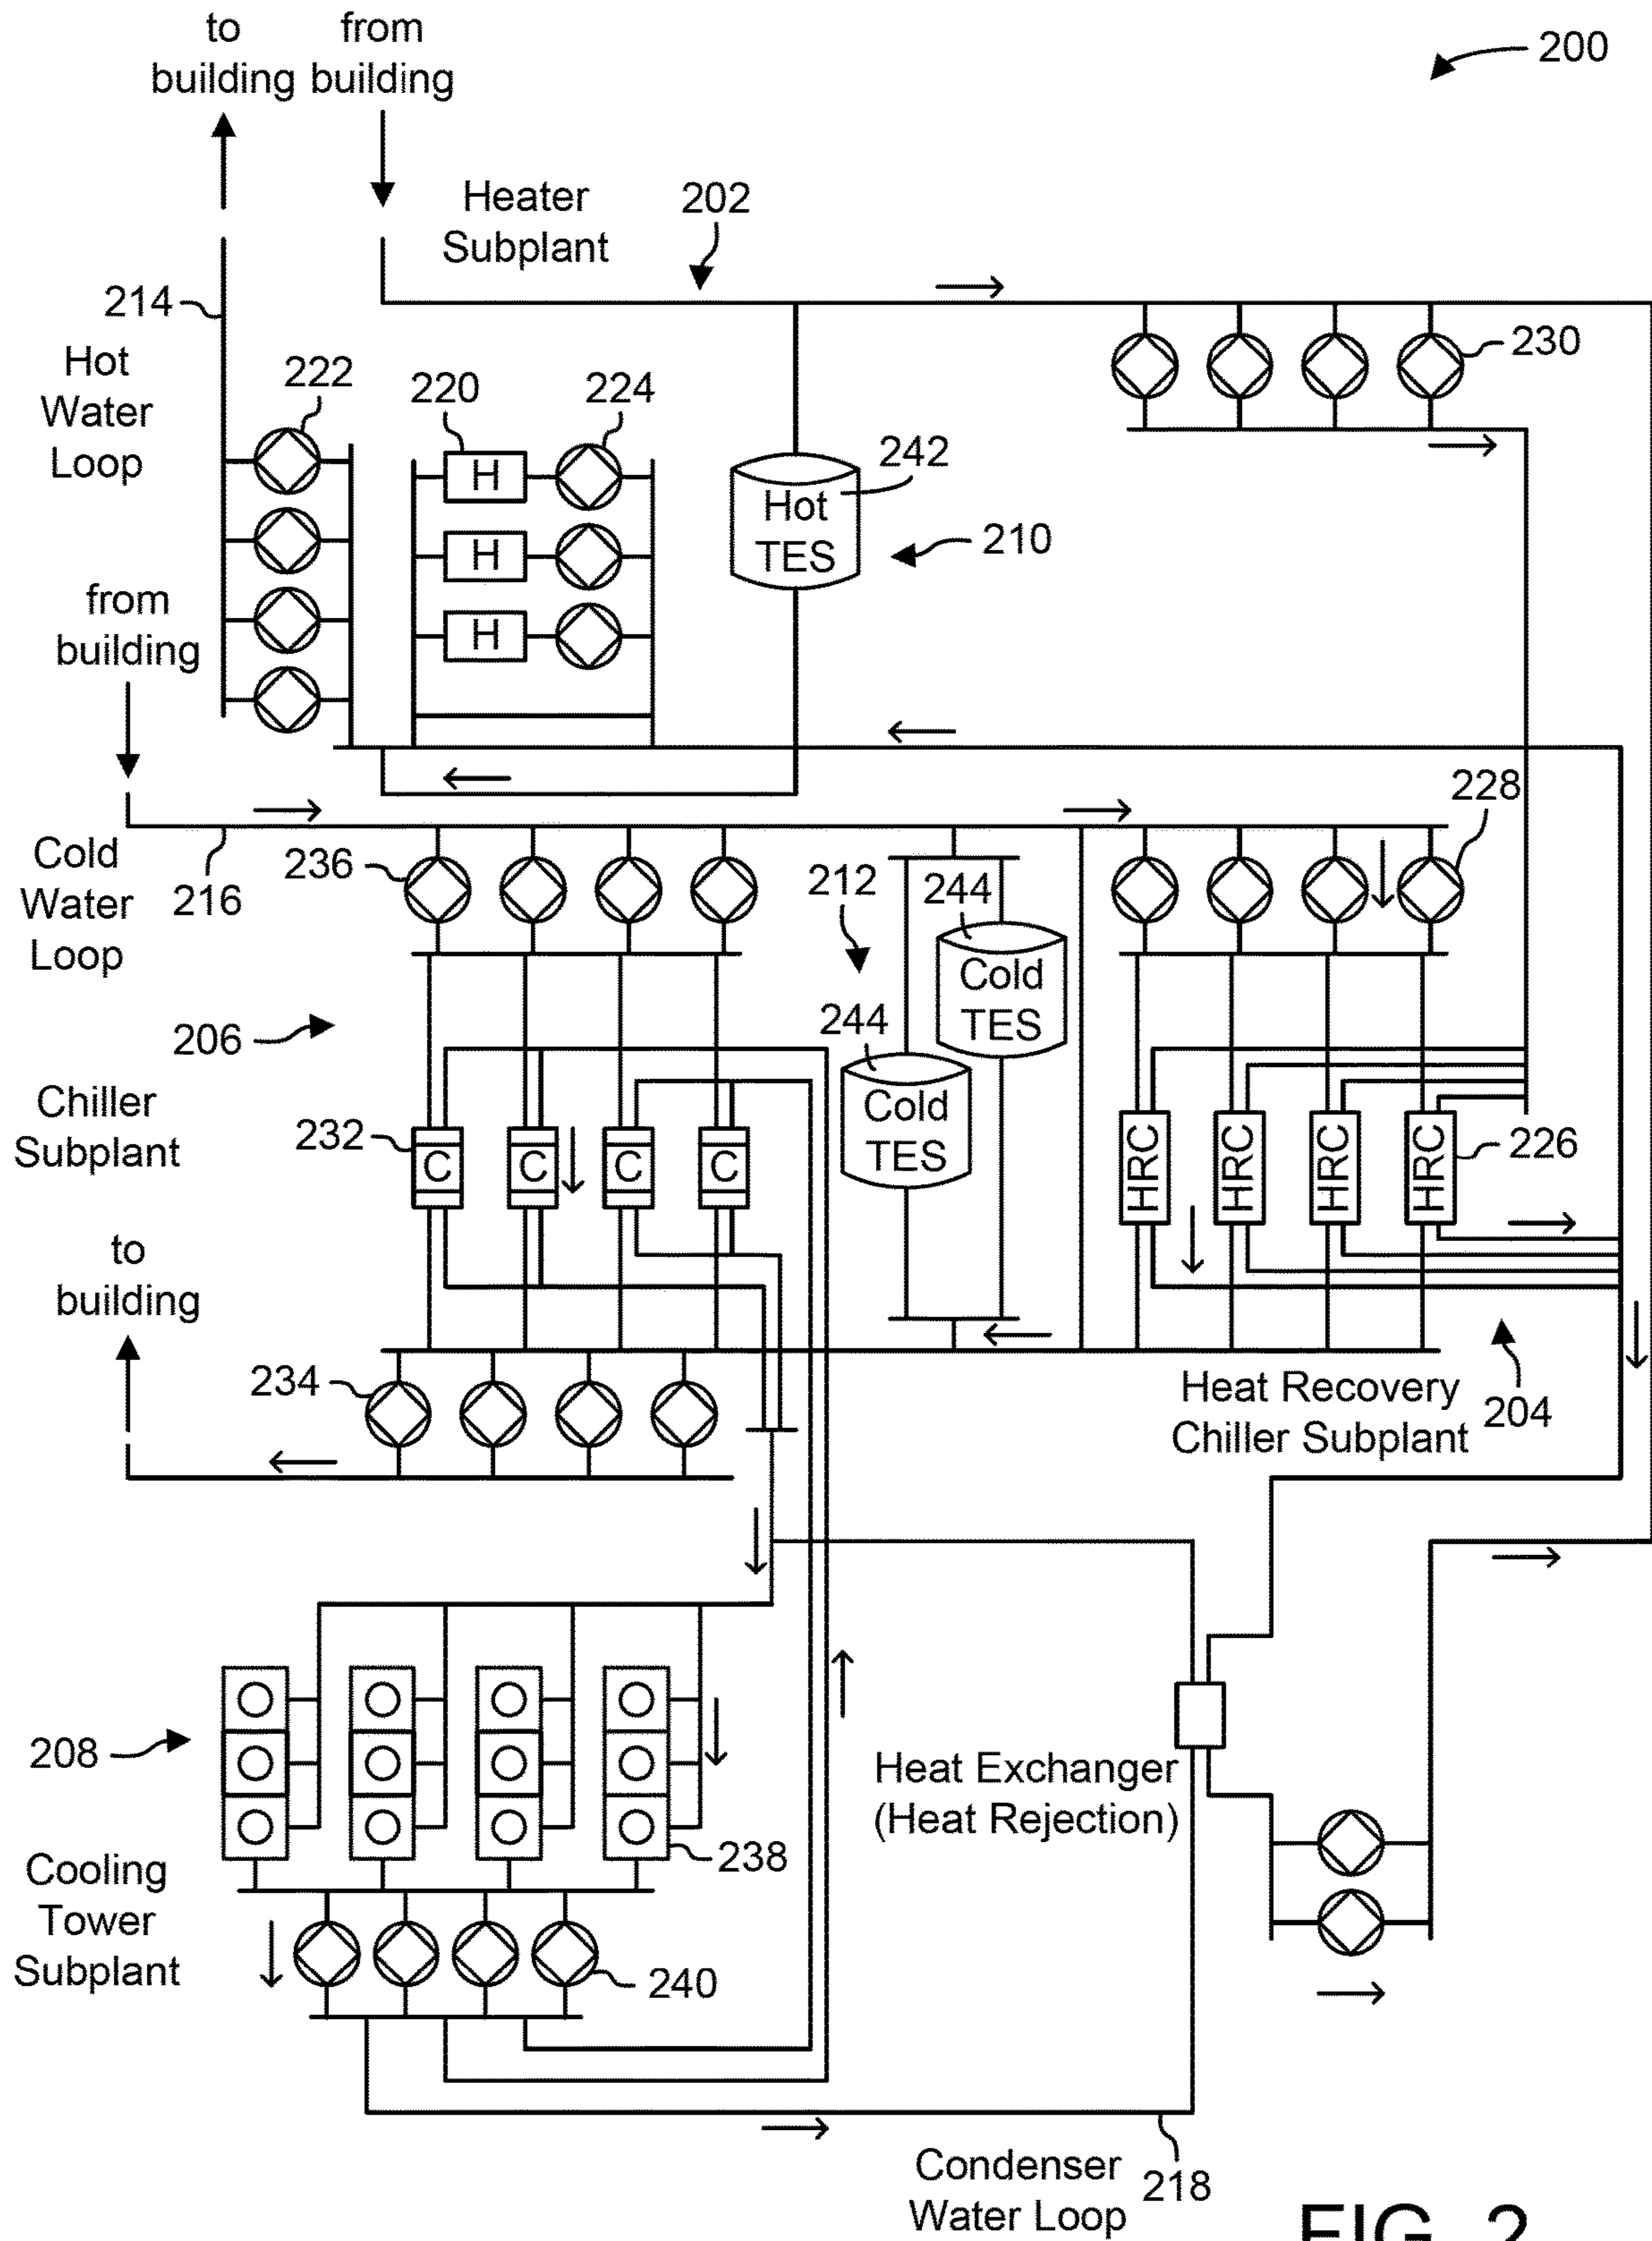 to from
building from building
200
Heater
Subplant
202
214
Hot
Water
Loop
222
220
224
230
H
H
H
242
Hot
TES
210
from
building
228
Cold
Water
Loop
216
236
212
244
Cold
TES
244
Cold
TES
206
Chiller
Subplant
232
C
C
C
C
HRC
HRC
HRC
HRC
226
to
building
234
Heat Recovery
Chiller Subplant
204
208
Heat Exchanger
(Heat Rejection)
238
Cooling
Tower
Subplant
240
Condenser
Water Loop
218
FIG. 2